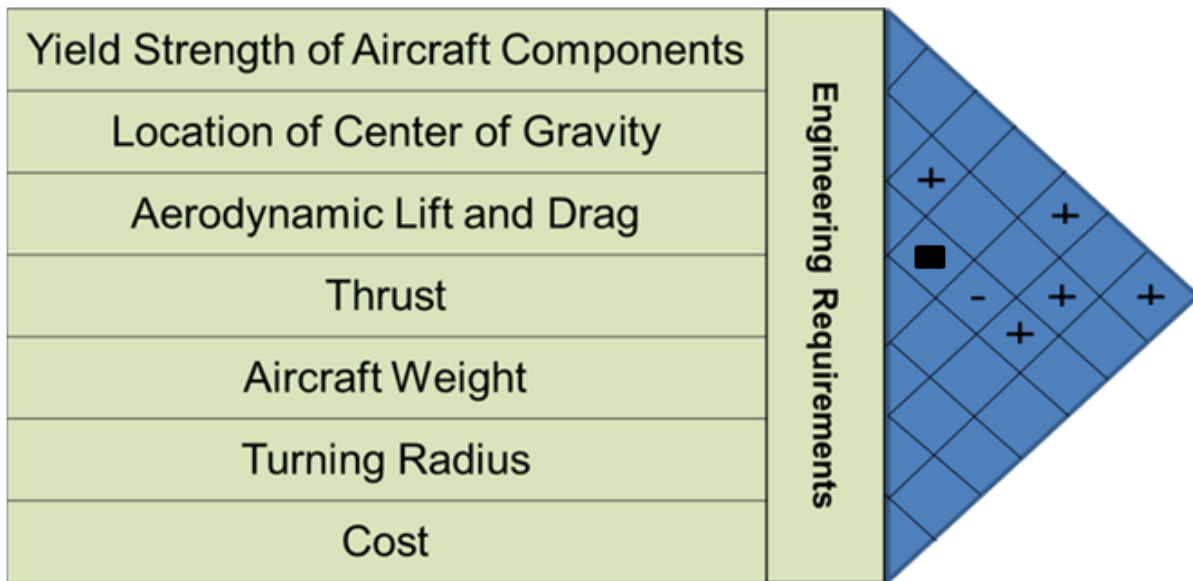 Yield Strength of Aircraft Components
Location of Center of Gravity
Aerodynamic Lift and Drag
Thrust
Aircraft Weight
Turning Radius
Cost
Engineering Requirements
+
+
- + +
+